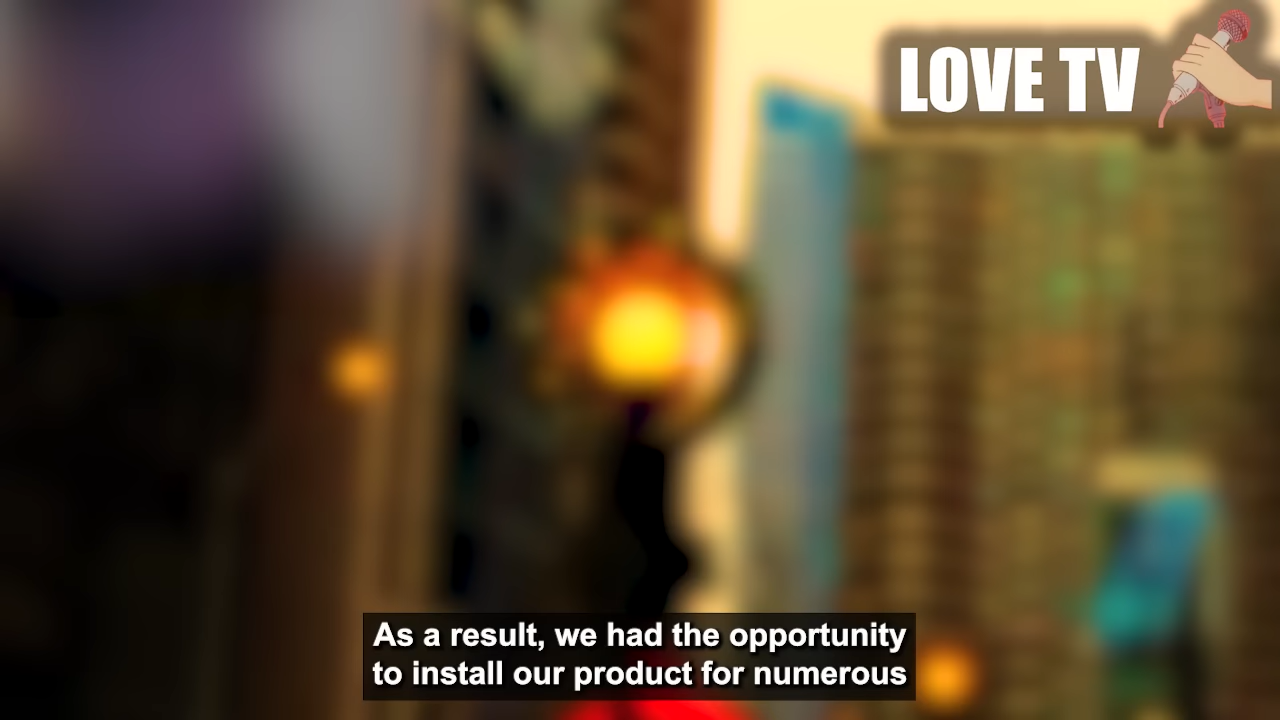 LOVE TV
As a result, we had the opportunity
to install our product for numerous